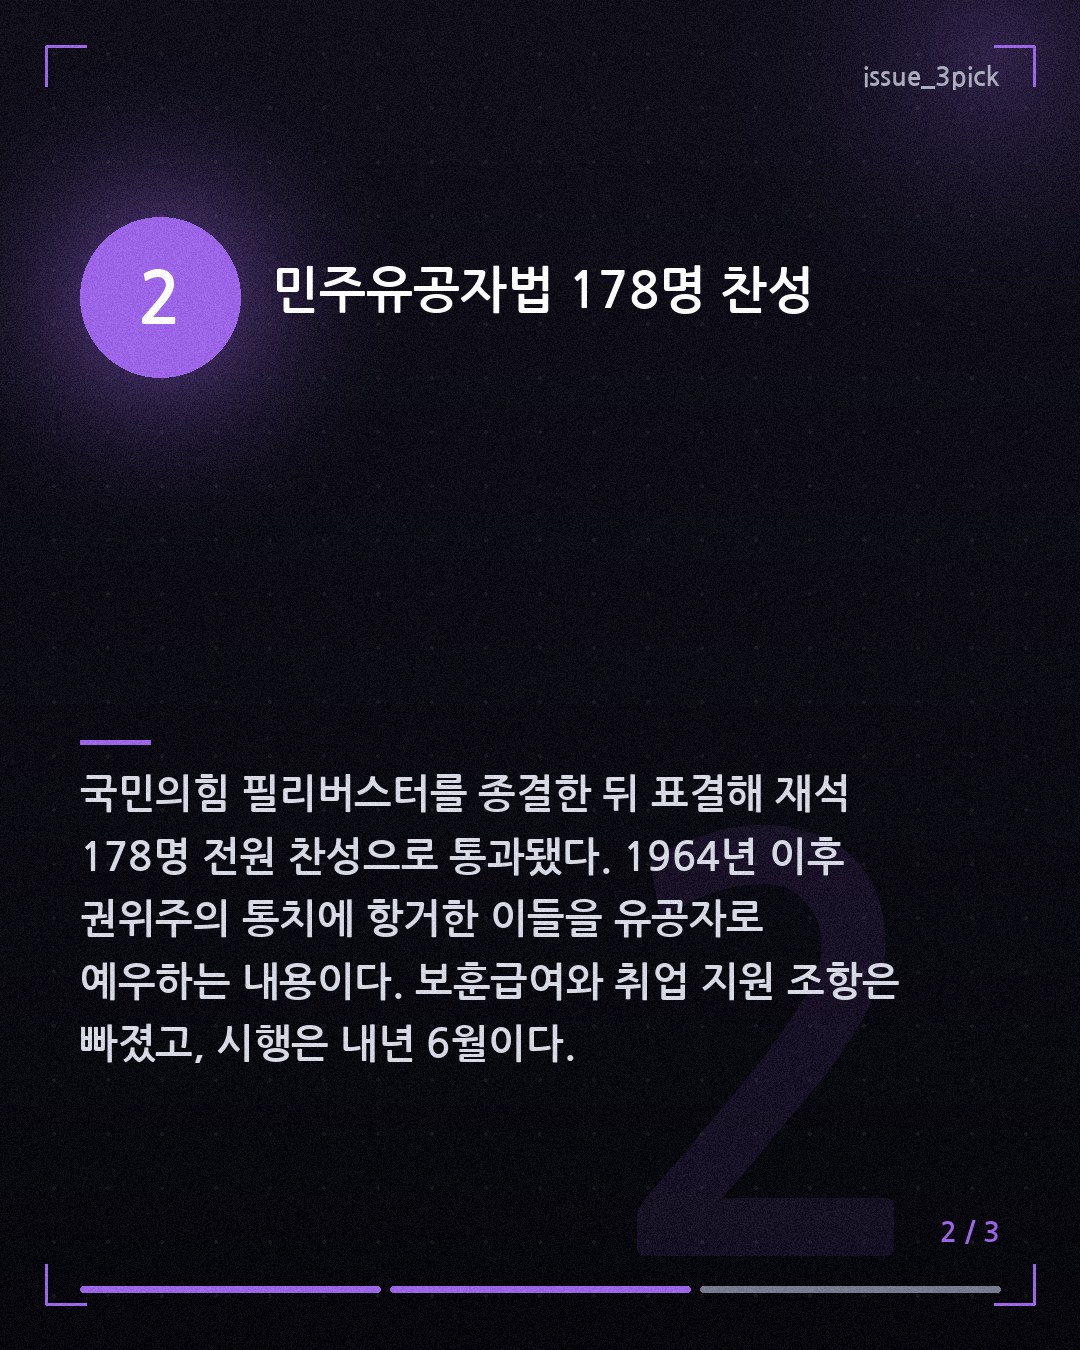 issue_3pick
2
민주유공자법 178명 찬성
국민의힘 필리버스터를 종결한 뒤 표결해 재석
178명 전원 찬성으로 통과됐다. 1964년 이후
권위주의 통치에 항거한 이들을 유공자로
예우하는 내용이다. 보훈급여와 취업 지원 조항은
빠졌고, 시행은 내년 6월이다.
2
2 / 3